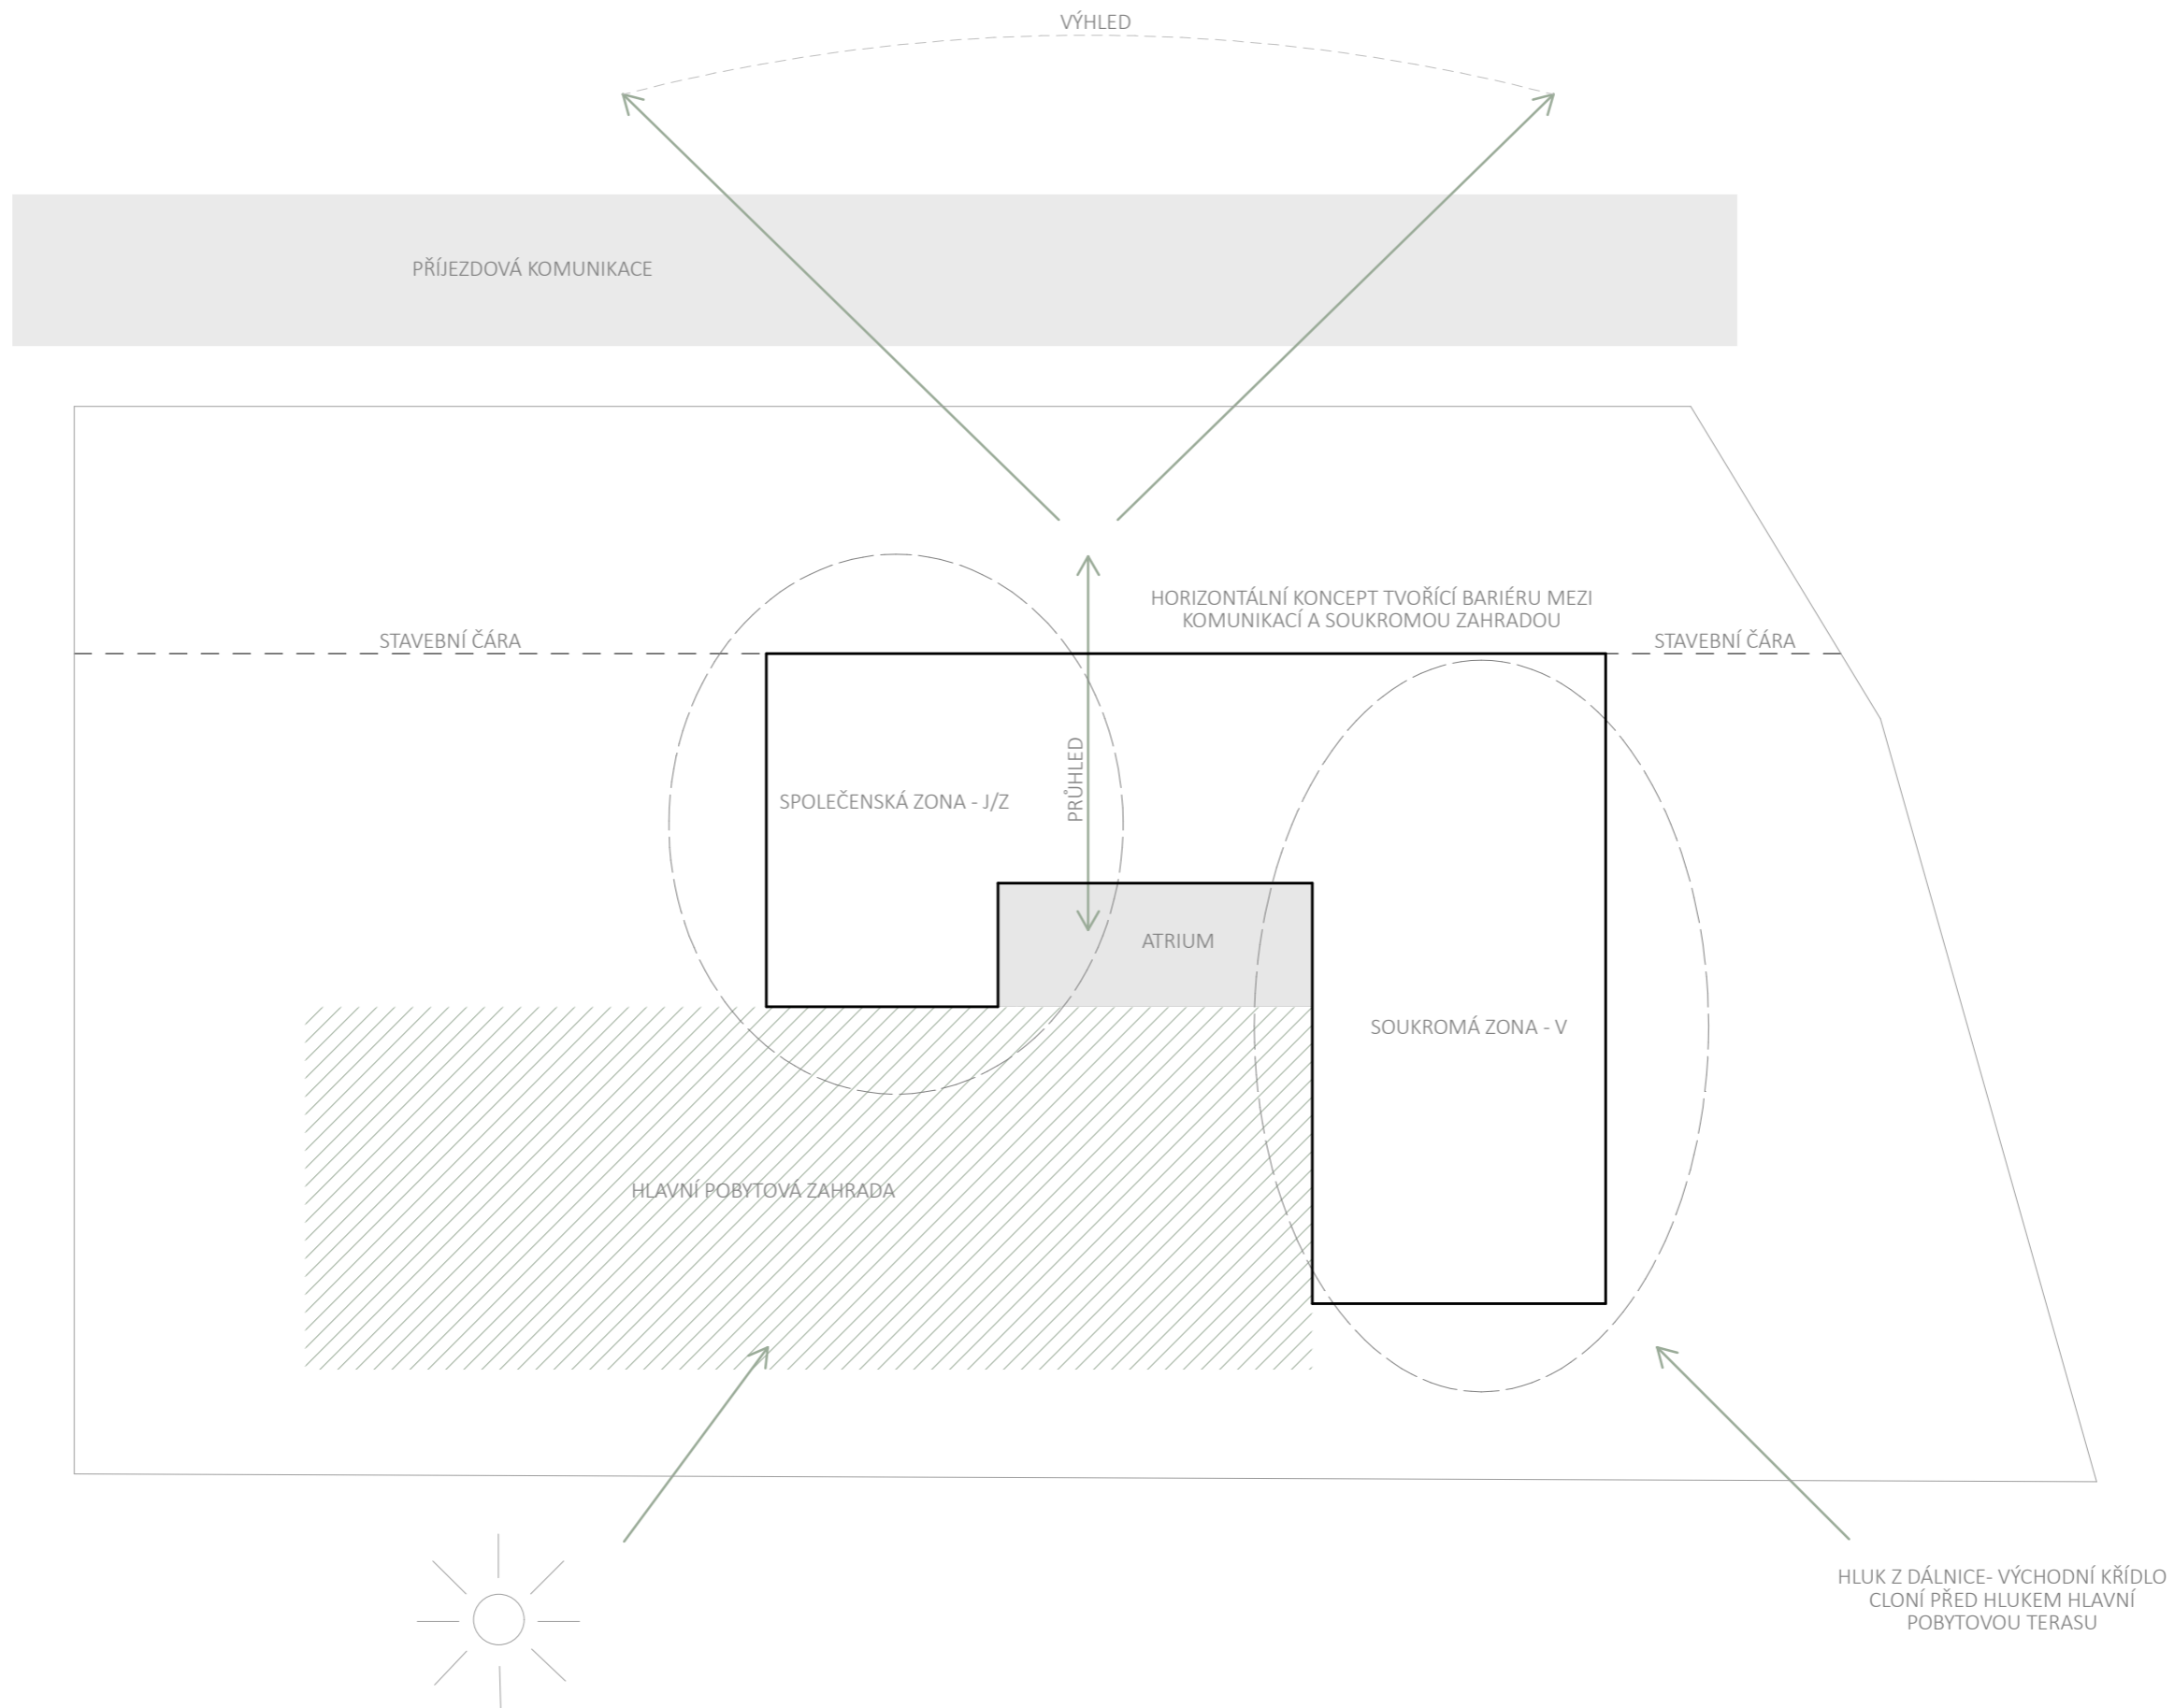 VÝHLED
PŘÍJEZDOVÁ KOMUNIKACE
HORIZONTÁLNÍ KONCEPT TVOŘÍCÍ BARIÉRU MEZI
KOMUNIKACÍ A SOUKROMOU ZAHRADOU
STAVEBNÍ ČÁRA
STAVEBNÍ ČÁRA
PRŮHLED
SPOLEČENSKÁ ZONA - J/Z
ATRIUM
SOUKROMÁ ZONA - V
HLAVNÍ POBYTOVÁ ZAHRADA
HLUK Z DÁLNICE- VÝCHODNÍ KŘÍDLO
CLONÍ PŘED HLUKEM HLAVNÍ
POBYTOVOU TERASU